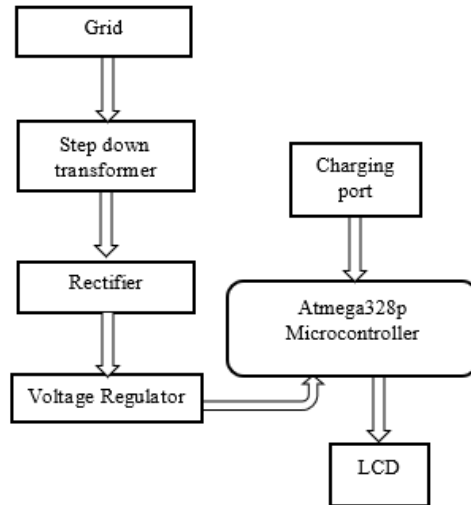 Grid
Step down
transformer
Charging
port
Rectifier
Atmega328p
Microcontroller
Voltage Regulator
LCD